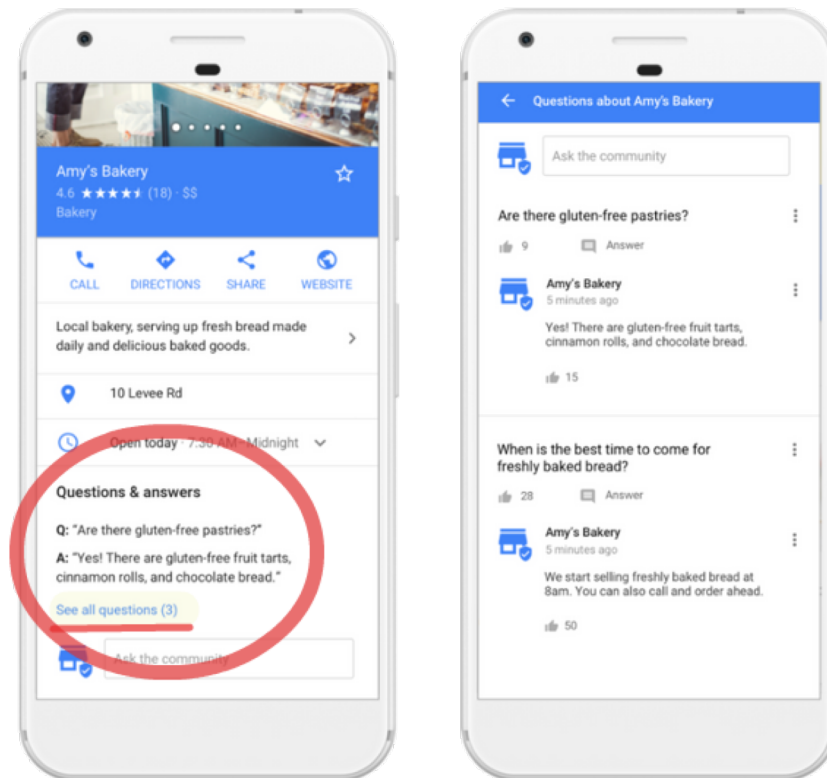 Amy's Bakery
4.6 ★★★★★ (18) · $$
Bakery
CALL DIRECTIONS SHARE WEBSITE
Local bakery, serving up fresh bread made
daily and delicious baked goods.
10 Levee Rd
Open today · 7:30 AM–Midnight
Questions & answers
Q: "Are there gluten-free pastries?"
A: "Yes! There are gluten-free fruit tarts,
cinnamon rolls, and chocolate bread."
See all questions (3)
Ask the community
Questions about Amy's Bakery
Ask the community
Are there gluten-free pastries?
9 Answer
Amy's Bakery
5 minutes ago
Yes! There are gluten-free fruit tarts,
cinnamon rolls, and chocolate bread.
15
When is the best time to come for
freshly baked bread?
28 Answer
Amy's Bakery
5 minutes ago
We start selling freshly baked bread at
8am. You can also call and order ahead.
50